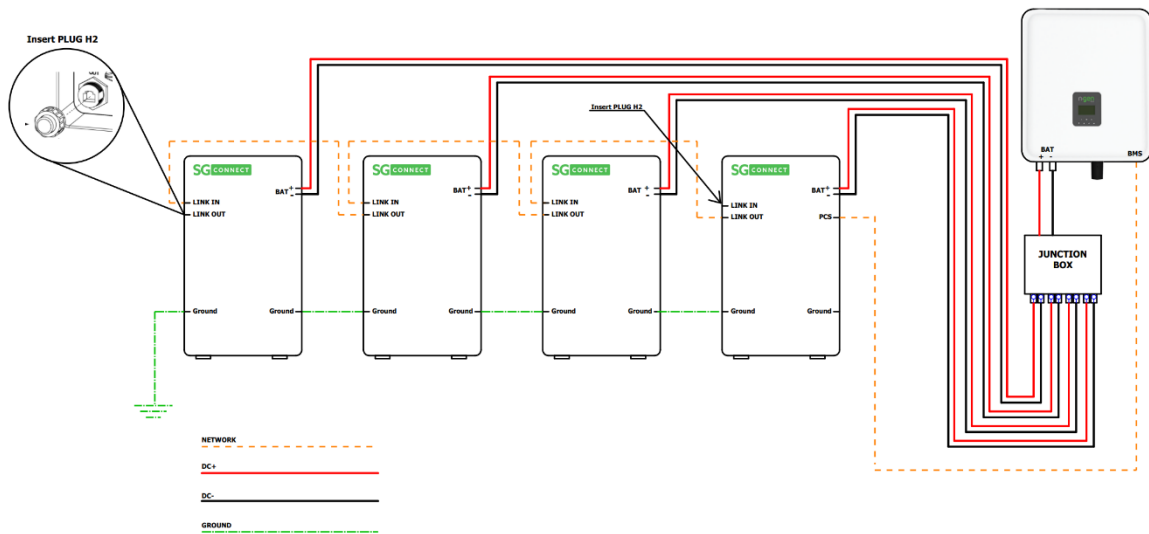 Insert PLUG H2
OUT
Insert PLUG H2
BAT
+
-
BMS
SG CONNECT
BAT
+
-
LINK IN
LINK OUT
Ground
Ground
SG CONNECT
BAT
+
-
LINK IN
LINK OUT
Ground
Ground
SG CONNECT
BAT
+
-
LINK IN
LINK OUT
Ground
Ground
SG CONNECT
BAT
+
-
LINK IN
LINK OUT
PCS
Ground
Ground
JUNCTION
BOX
NETWORK
DC+
DC-
GROUND